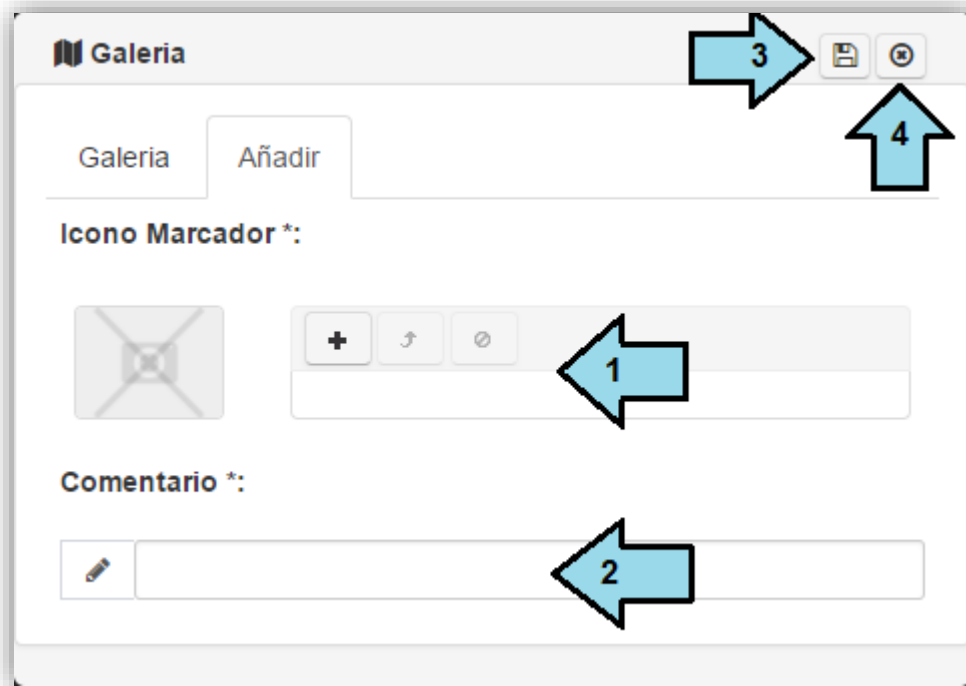 Galeria
3
4
Galeria
Añadir
Icono Marcador *:
1
Comentario *:
2